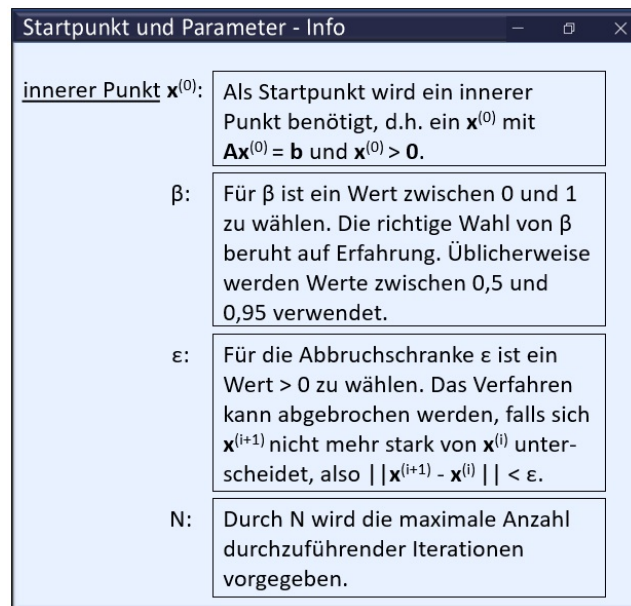 Startpunkt und Parameter - Info
innerer Punkt x⁽⁰⁾:
Als Startpunkt wird ein innerer
Punkt benötigt, d.h. ein x⁽⁰⁾ mit
Ax⁽⁰⁾ = b und x⁽⁰⁾ > 0.
β:
Für β ist ein Wert zwischen 0 und 1
zu wählen. Die richtige Wahl von β
beruht auf Erfahrung. Üblicherweise
werden Werte zwischen 0,5 und
0,95 verwendet.
ε:
Für die Abbruchschranke ε ist ein
Wert > 0 zu wählen. Das Verfahren
kann abgebrochen werden, falls sich
x⁽ⁱ⁺¹⁾ nicht mehr stark von x⁽ⁱ⁾ unter-
scheidet, also ||x⁽ⁱ⁺¹⁾ - x⁽ⁱ⁾ || < ε.
N:
Durch N wird die maximale Anzahl
durchzuführender Iterationen
vorgegeben.